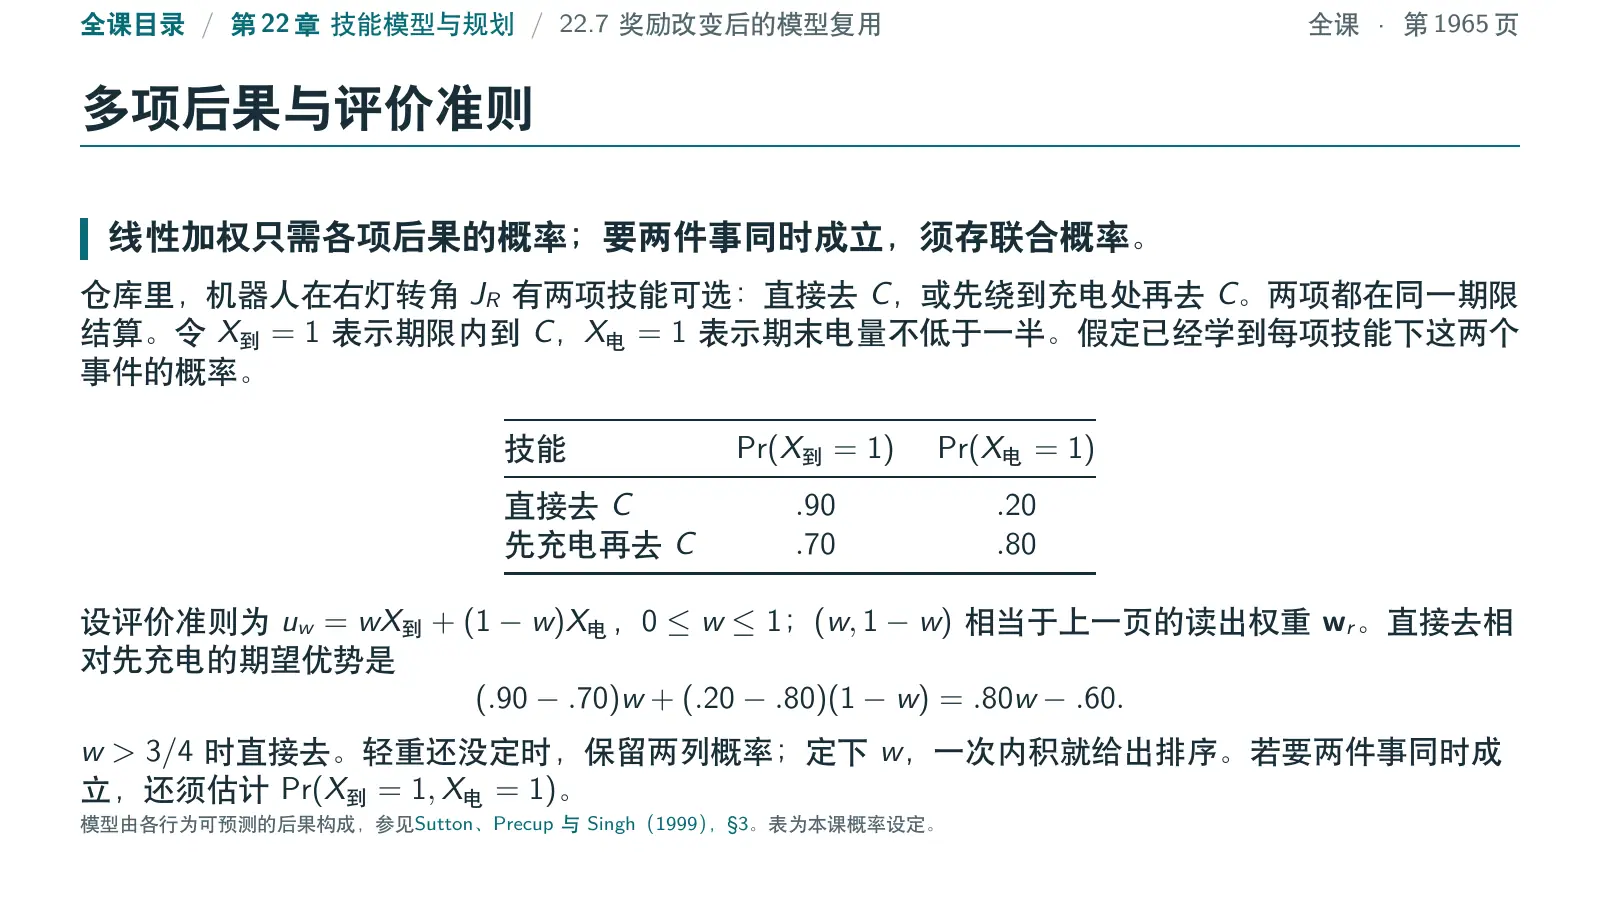 全课目录 / 第 22 章 技能模型与规划 / 22.7 奖励改变后的模型复用
全课 · 第 1965 页
多项后果与评价准则
线性加权只需各项后果的概率；要两件事同时成立，须存联合概率。
仓库里，机器人在右灯转角 J_R 有两项技能可选：直接去 C，或先绕到充电处再去 C。两项都在同一期限
结算。令 X_到 = 1 表示期限内到 C，X_电 = 1 表示期末电量不低于一半。假定已经学到每项技能下这两个
事件的概率。
技能 Pr(X_到 = 1) Pr(X_电 = 1)
直接去 C .90 .20
先充电再去 C .70 .80
设评价准则为 u_w = wX_到 + (1 − w)X_电，0 ≤ w ≤ 1；(w, 1 − w) 相当于上一页的读出权重 w_r。直接去相
对先充电的期望优势是
(.90 − .70)w + (.20 − .80)(1 − w) = .80w − .60.
w > 3/4 时直接去。轻重还没定时，保留两列概率；定下 w，一次内积就给出排序。若要两件事同时成
立，还须估计 Pr(X_到 = 1, X_电 = 1)。
模型由各行为可预测的后果构成，参见Sutton、Precup 与 Singh（1999），§3。表为本课概率设定。